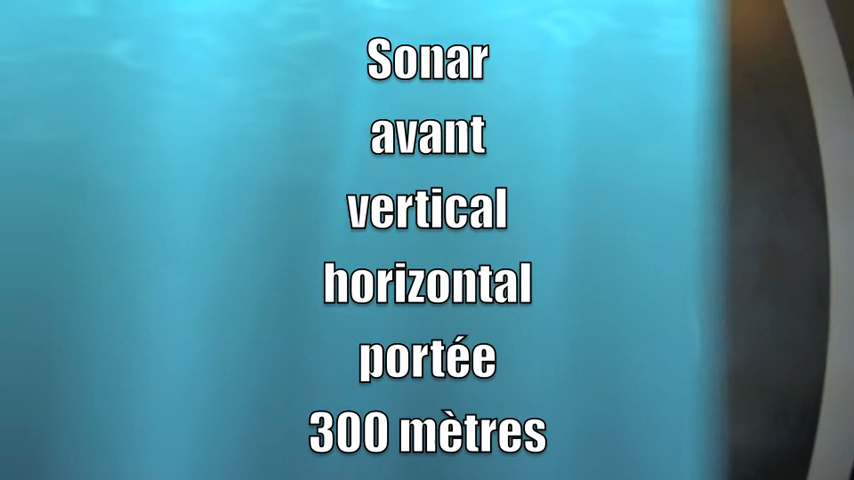 Sonar
avant
vertical
horizontal
portée
300 mètres